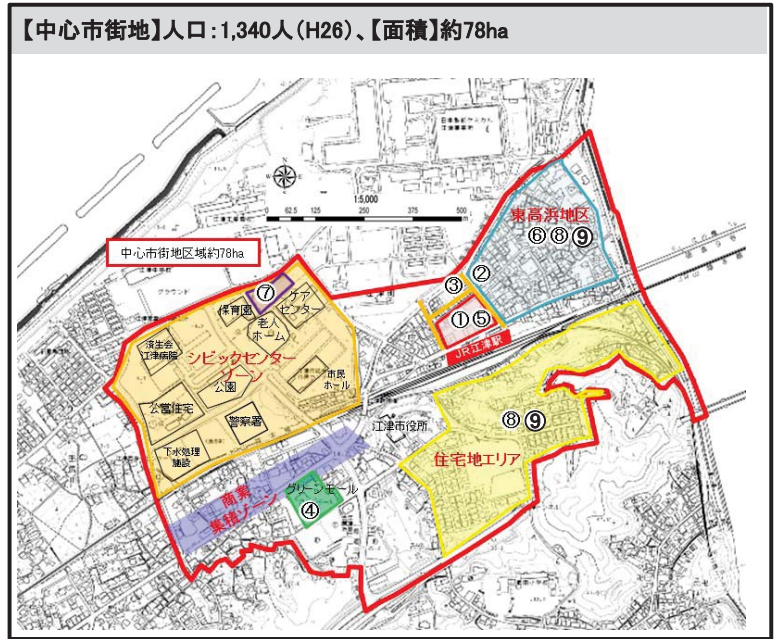 【中心市街地】人口：1,340人（H26）、【面積】約78ha
N
W
E
S
1:5,000
0 62.5 125 250 375 500
中心市街地区域約78ha
グラウンド
東高浜地区
⑥⑧⑨
②
③
①⑤
JR江津駅
⑦
保育園
ケア
センター
老人
ホーム
済生会
江津病院
シビックセンター
ゾーン
公園
市民
ホール
公営住宅
警察署
下水処理
施設
江津市役所
⑧⑨
住宅地エリア
商業
集積ゾーン
グリーンモール
④